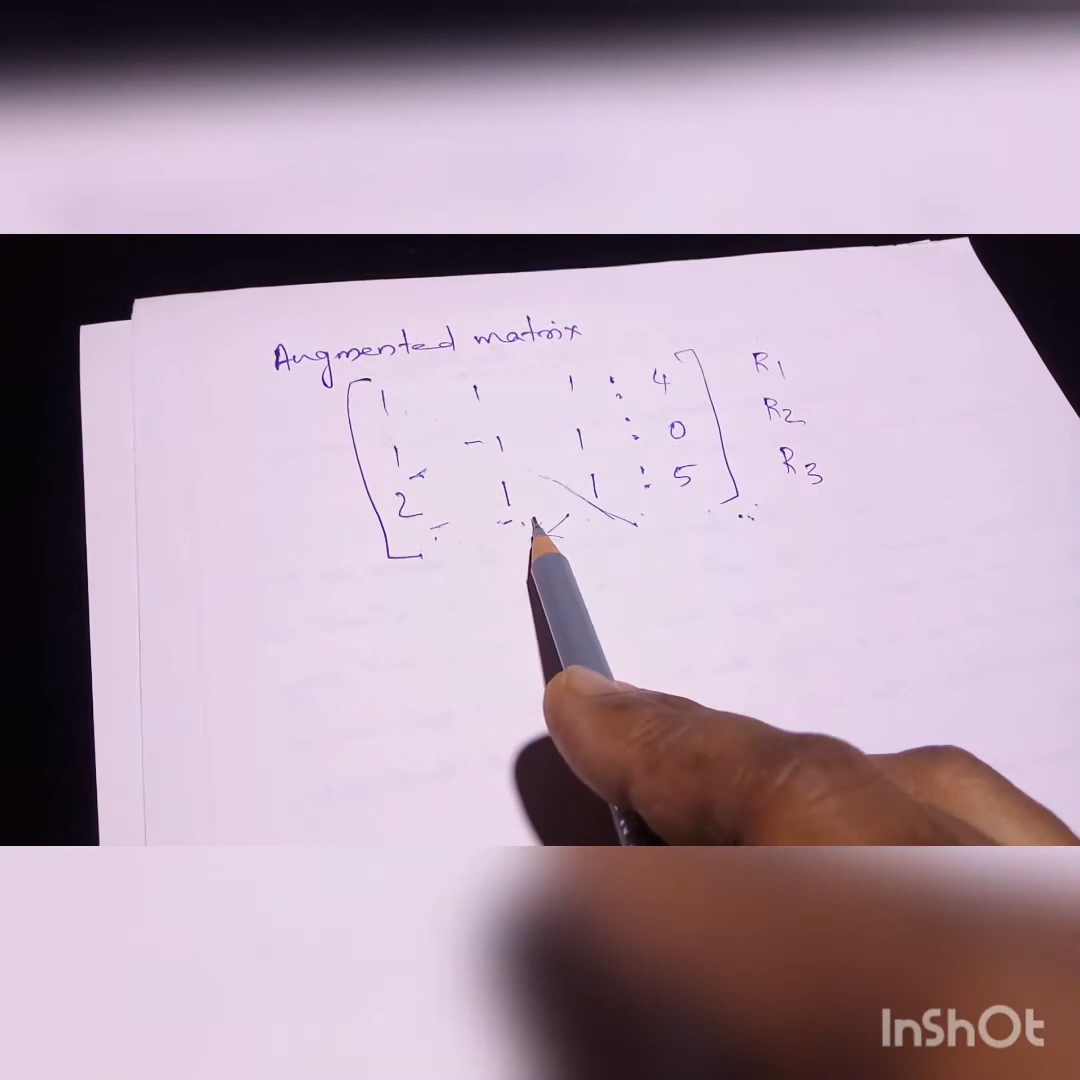 Augmented matrix
1 1 1 : 4 R1
1 -1 1 : 0 R2
2 1 1 : 5 R3
InShOt